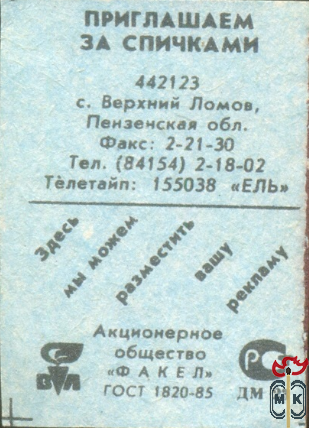 ПРИГЛАШАЕМ
ЗА СПИЧКАМИ
442123
с. Верхний Ломов,
Пензенская обл.
Факс: 2-21-30
Тел. (84154) 2-18-02
Телетайп: 155038 «ЕЛЬ»
Здесь
мы можем
разместить
вашу
рекламу
Акционерное
общество
«ФАКЕЛ»
ГОСТ 1820-85
ДМ
МК